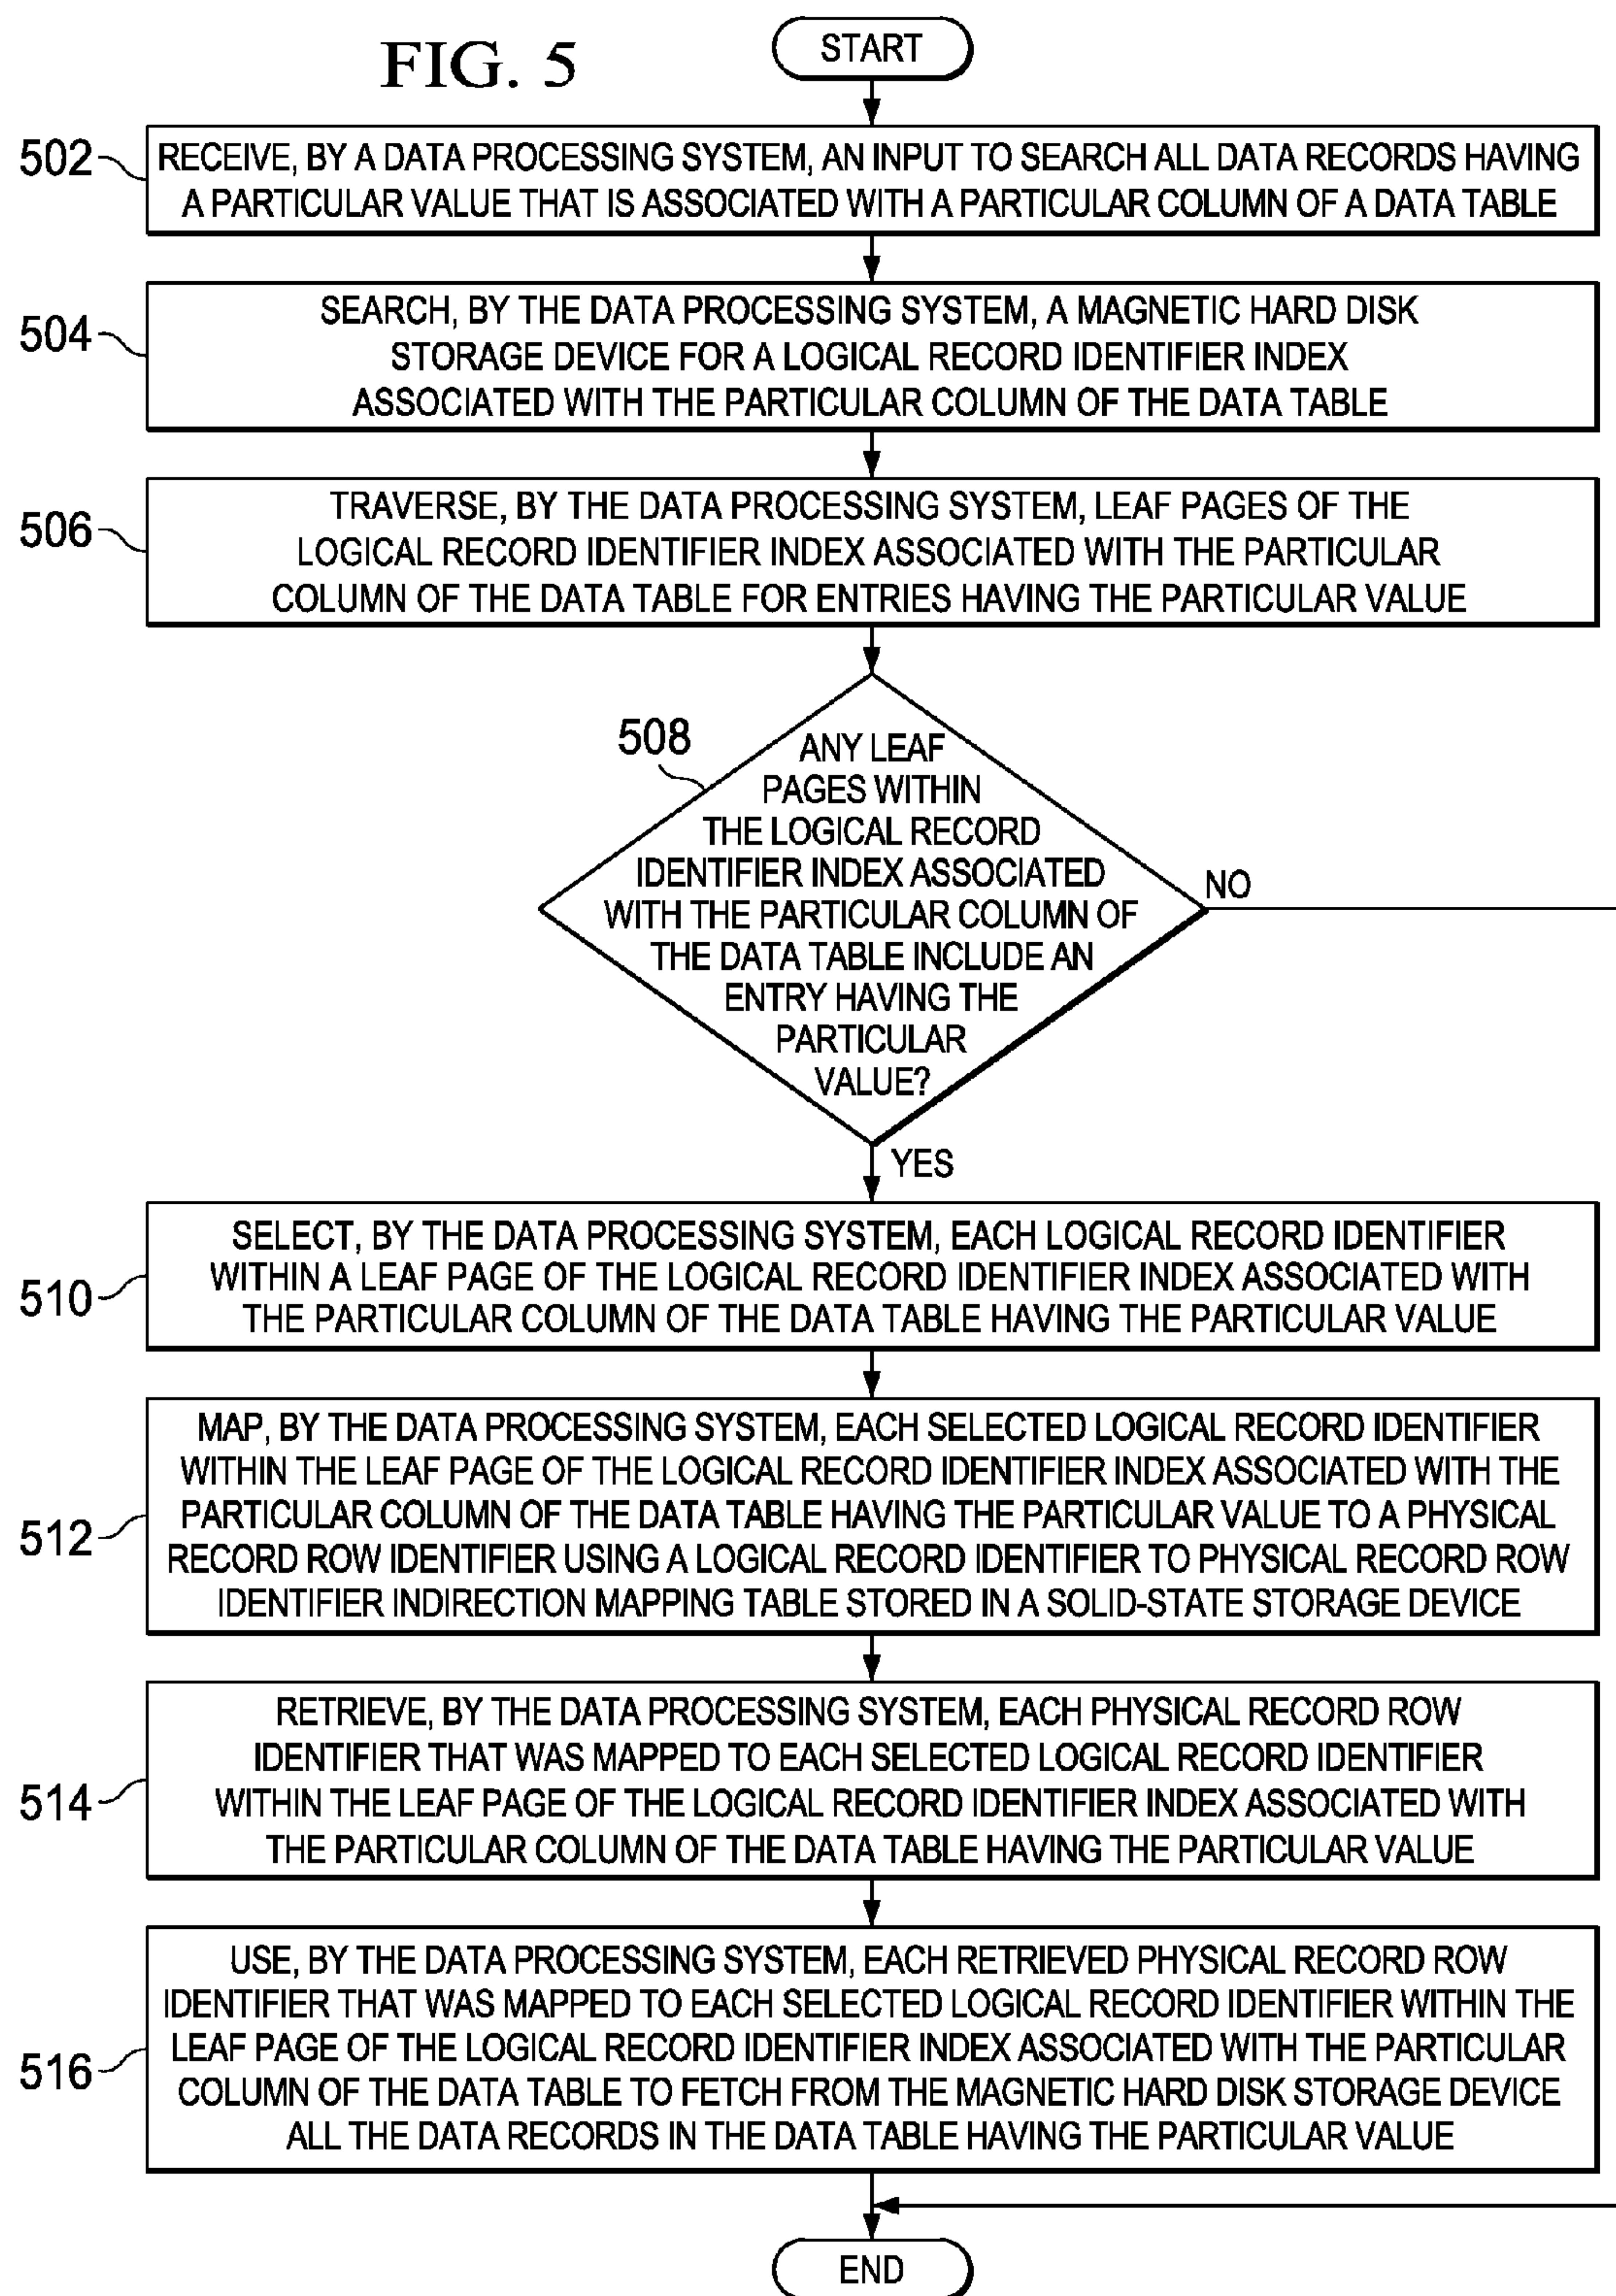 FIG. 5
START
502
RECEIVE, BY A DATA PROCESSING SYSTEM, AN INPUT TO SEARCH ALL DATA RECORDS HAVING
A PARTICULAR VALUE THAT IS ASSOCIATED WITH A PARTICULAR COLUMN OF A DATA TABLE
504
SEARCH, BY THE DATA PROCESSING SYSTEM, A MAGNETIC HARD DISK
STORAGE DEVICE FOR A LOGICAL RECORD IDENTIFIER INDEX
ASSOCIATED WITH THE PARTICULAR COLUMN OF THE DATA TABLE
506
TRAVERSE, BY THE DATA PROCESSING SYSTEM, LEAF PAGES OF THE
LOGICAL RECORD IDENTIFIER INDEX ASSOCIATED WITH THE PARTICULAR
COLUMN OF THE DATA TABLE FOR ENTRIES HAVING THE PARTICULAR VALUE
508
ANY LEAF
PAGES WITHIN
THE LOGICAL RECORD
IDENTIFIER INDEX ASSOCIATED
WITH THE PARTICULAR COLUMN OF
THE DATA TABLE INCLUDE AN
ENTRY HAVING THE
PARTICULAR
VALUE?
NO
YES
510
SELECT, BY THE DATA PROCESSING SYSTEM, EACH LOGICAL RECORD IDENTIFIER
WITHIN A LEAF PAGE OF THE LOGICAL RECORD IDENTIFIER INDEX ASSOCIATED WITH
THE PARTICULAR COLUMN OF THE DATA TABLE HAVING THE PARTICULAR VALUE
512
MAP, BY THE DATA PROCESSING SYSTEM, EACH SELECTED LOGICAL RECORD IDENTIFIER
WITHIN THE LEAF PAGE OF THE LOGICAL RECORD IDENTIFIER INDEX ASSOCIATED WITH THE
PARTICULAR COLUMN OF THE DATA TABLE HAVING THE PARTICULAR VALUE TO A PHYSICAL
RECORD ROW IDENTIFIER USING A LOGICAL RECORD IDENTIFIER TO PHYSICAL RECORD ROW
IDENTIFIER INDIRECTION MAPPING TABLE STORED IN A SOLID-STATE STORAGE DEVICE
514
RETRIEVE, BY THE DATA PROCESSING SYSTEM, EACH PHYSICAL RECORD ROW
IDENTIFIER THAT WAS MAPPED TO EACH SELECTED LOGICAL RECORD IDENTIFIER
WITHIN THE LEAF PAGE OF THE LOGICAL RECORD IDENTIFIER INDEX ASSOCIATED WITH
THE PARTICULAR COLUMN OF THE DATA TABLE HAVING THE PARTICULAR VALUE
516
USE, BY THE DATA PROCESSING SYSTEM, EACH RETRIEVED PHYSICAL RECORD ROW
IDENTIFIER THAT WAS MAPPED TO EACH SELECTED LOGICAL RECORD IDENTIFIER WITHIN THE
LEAF PAGE OF THE LOGICAL RECORD IDENTIFIER INDEX ASSOCIATED WITH THE PARTICULAR
COLUMN OF THE DATA TABLE TO FETCH FROM THE MAGNETIC HARD DISK STORAGE DEVICE
ALL THE DATA RECORDS IN THE DATA TABLE HAVING THE PARTICULAR VALUE
END